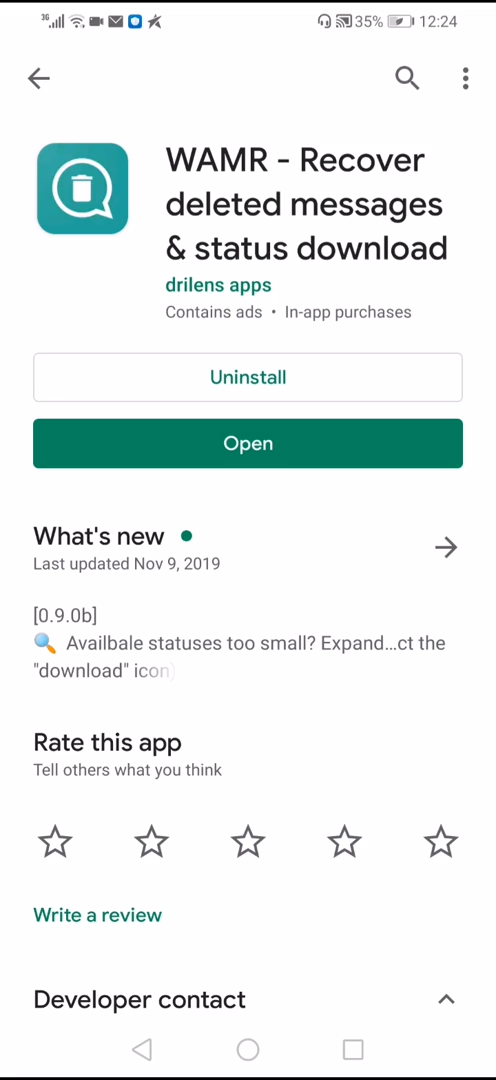 3G 35% 12:24
WAMR - Recover
deleted messages
& status download
drilens apps
Contains ads • In-app purchases
Uninstall
Open
What's new
Last updated Nov 9, 2019
[0.9.0b]
Availbale statuses too small? Expand...ct the
"download" icon)
Rate this app
Tell others what you think
Write a review
Developer contact